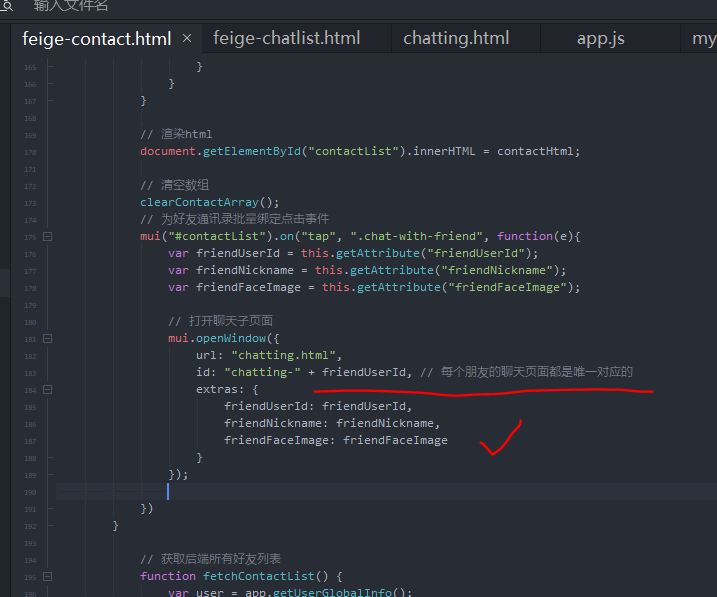 输入文件名
feige-contact.html × feige-chatlist.html chatting.html app.js my
165 }
166 }
167 }
168
169 // 渲染html
170 document.getElementById("contactList").innerHTML = contactHtml;
171
172 // 清空数组
173 clearContactArray();
174 // 为好友通讯录批量绑定点击事件
175 mui("#contactList").on("tap", ".chat-with-friend", function(e){
176 var friendUserId = this.getAttribute("friendUserId");
177 var friendNickname = this.getAttribute("friendNickname");
178 var friendFaceImage = this.getAttribute("friendFaceImage");
179
180 // 打开聊天子页面
181 mui.openWindow({
182 url: "chatting.html",
183 id: "chatting-" + friendUserId, // 每个朋友的聊天页面都是唯一对应的
184 extras: {
185 friendUserId: friendUserId,
186 friendNickname: friendNickname,
187 friendFaceImage: friendFaceImage
188 }
189 });
190
191 })
192 }
193
194 // 获取后端所有好友列表
195 function fetchContactList() {
196 var user = app.getUserGlobalInfo();